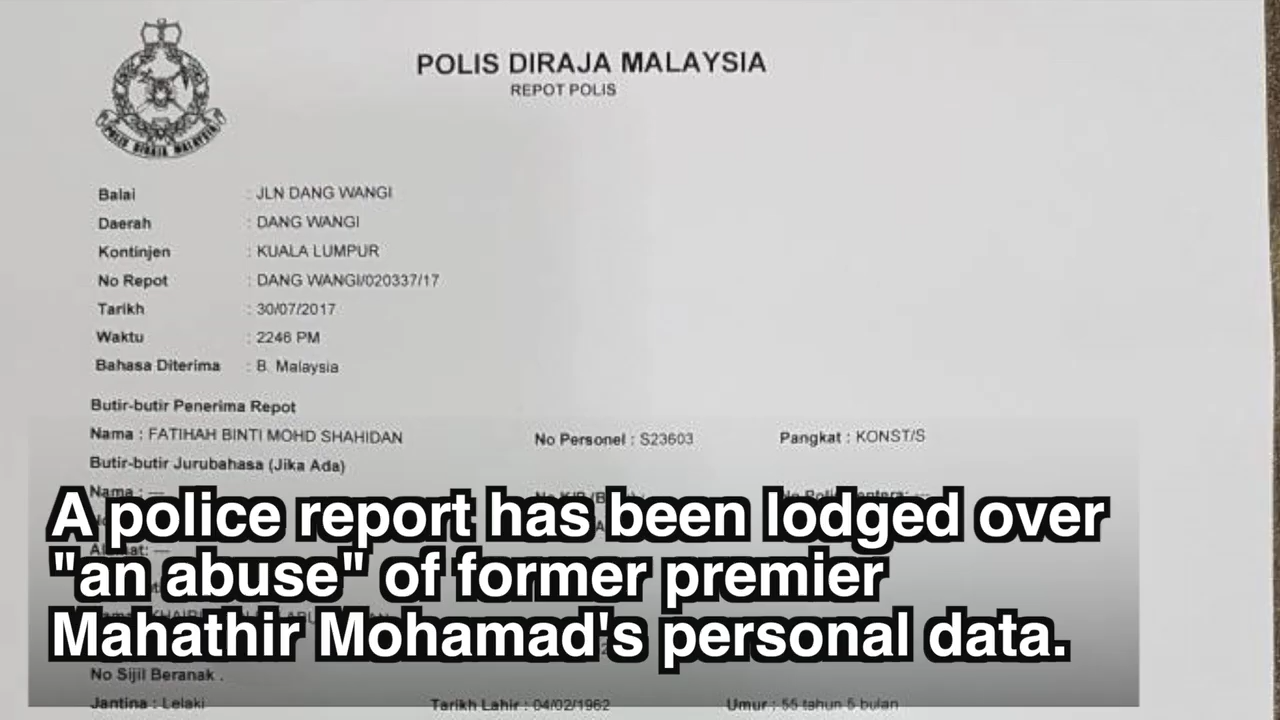 POLIS DIRAJA MALAYSIA
REPOT POLIS
POLIS DIRAJA MALAYSIA
Balai : JLN DANG WANGI
Daerah : DANG WANGI
Kontinjen : KUALA LUMPUR
No Repot : DANG WANGI/020337/17
Tarikh : 30/07/2017
Waktu : 2246 PM
Bahasa Diterima : B. Malaysia
Butir-butir Penerima Repot
Nama : FATIHAH BINTI MOHD SHAHIDAN No Personel : S23603 Pangkat : KONST/S
Butir-butir Jurubahasa (Jika Ada)
Nama : ---
A police report has been lodged over
"an abuse" of former premier
Mahathir Mohamad's personal data.
No Sijil Beranak .
Jantina : Lelaki Tarikh Lahir : 04/02/1962 Umur : 55 tahun 5 bulan